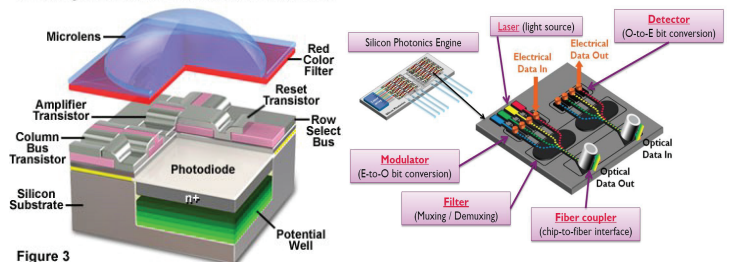 Microlens
Red
Color
Filter
Reset
Transistor
Amplifier
Transistor
Row
Select
Bus
Column
Bus
Transistor
Photodiode
n+
Silicon
Substrate
Potential
Well
Figure 3
Silicon Photonics Engine
Laser (light source)
Detector
(O-to-E bit conversion)
Electrical
Data In
Electrical
Data Out
Modulator
(E-to-O bit conversion)
Filter
(Muxing / Demuxing)
Fiber coupler
(chip-to-fiber interface)
Optical
Data In
Optical
Data Out